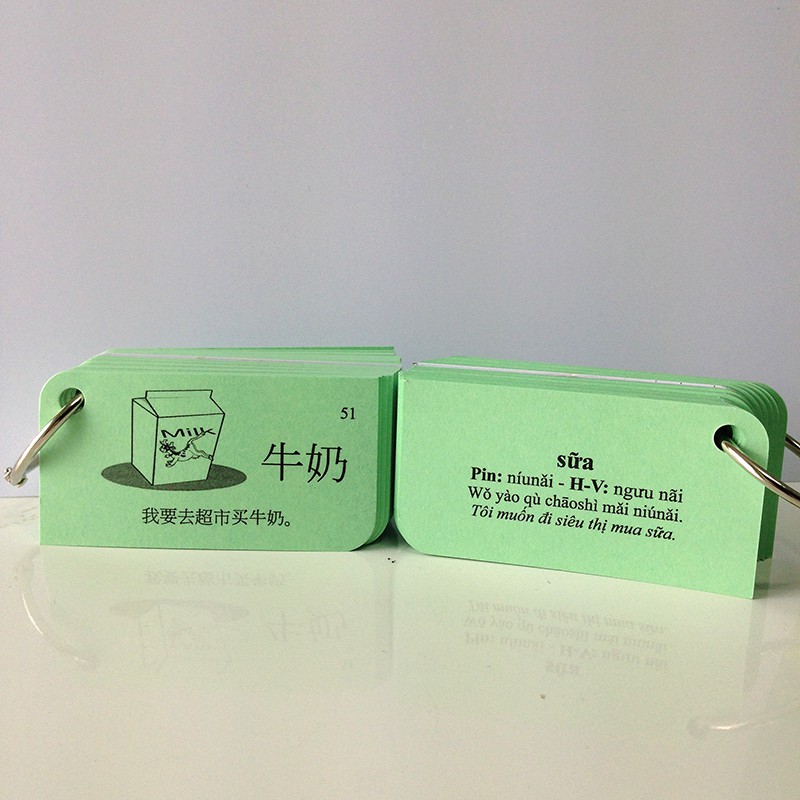 51
Milk
牛奶
我要去超市买牛奶。
sữa
Pin: níunǎi - H-V: ngưu nãi
Wǒ yào qù chāoshì mǎi niúnǎi.
Tôi muốn đi siêu thị mua sữa.